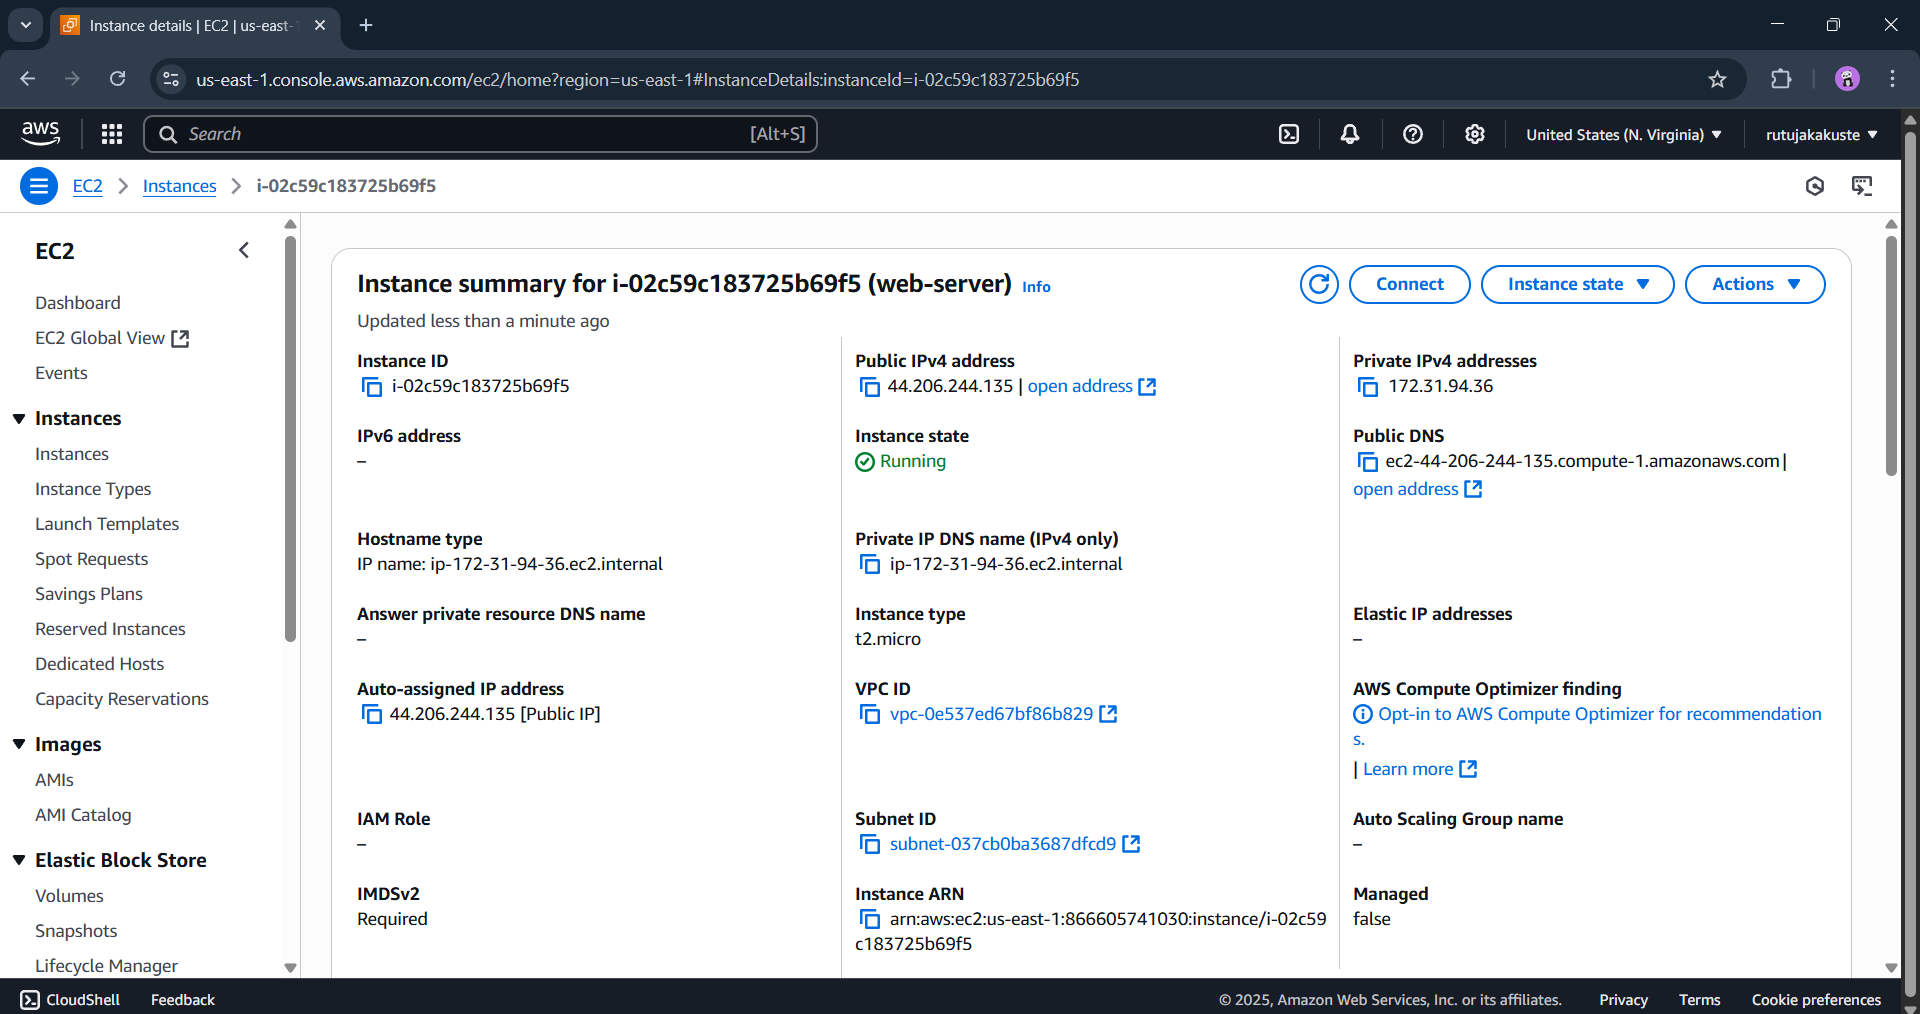 Instance details | EC2 | us-east-
us-east-1.console.aws.amazon.com/ec2/home?region=us-east-1#InstanceDetails:instanceId=i-02c59c183725b69f5
aws
Search [Alt+S]
United States (N. Virginia)
rutujakakuste
EC2 Instances i-02c59c183725b69f5
EC2
Dashboard
EC2 Global View
Events
Instances
Instances
Instance Types
Launch Templates
Spot Requests
Savings Plans
Reserved Instances
Dedicated Hosts
Capacity Reservations
Images
AMIs
AMI Catalog
Elastic Block Store
Volumes
Snapshots
Lifecycle Manager
Instance summary for i-02c59c183725b69f5 (web-server) Info
Updated less than a minute ago
Connect
Instance state
Actions
Instance ID
i-02c59c183725b69f5
Public IPv4 address
44.206.244.135 | open address
Private IPv4 addresses
172.31.94.36
IPv6 address
–
Instance state
Running
Public DNS
ec2-44-206-244-135.compute-1.amazonaws.com |
open address
Hostname type
IP name: ip-172-31-94-36.ec2.internal
Private IP DNS name (IPv4 only)
ip-172-31-94-36.ec2.internal
Answer private resource DNS name
–
Instance type
t2.micro
Elastic IP addresses
–
Auto-assigned IP address
44.206.244.135 [Public IP]
VPC ID
vpc-0e537ed67bf86b829
AWS Compute Optimizer finding
Opt-in to AWS Compute Optimizer for recommendation
s.
| Learn more
IAM Role
–
Subnet ID
subnet-037cb0ba3687dfcd9
Auto Scaling Group name
–
IMDSv2
Required
Instance ARN
arn:aws:ec2:us-east-1:866605741030:instance/i-02c59
c183725b69f5
Managed
false
CloudShell
Feedback
© 2025, Amazon Web Services, Inc. or its affiliates.
Privacy
Terms
Cookie preferences